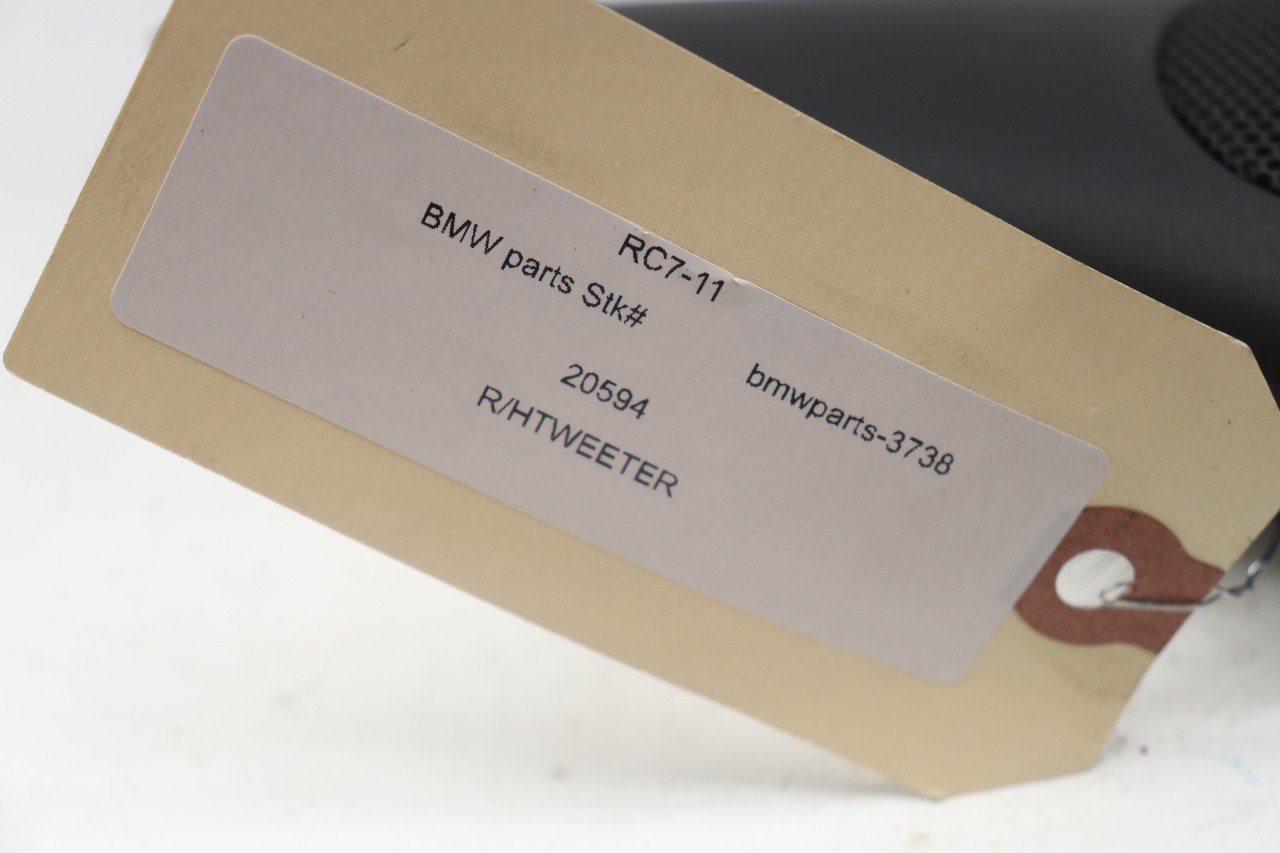 RC7-11
BMW parts Stk#
bmwparts-3738
20594
R/HTWEETER